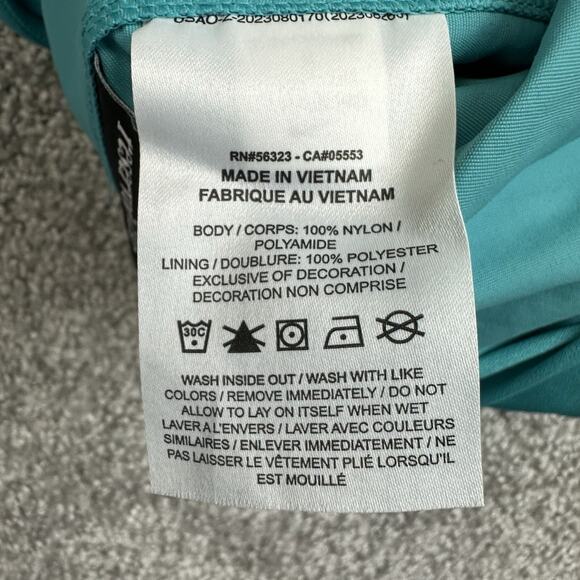 RN#56323 - CA#05553
MADE IN VIETNAM
FABRIQUE AU VIETNAM
BODY / CORPS: 100% NYLON /
POLYAMIDE
LINING / DOUBLURE: 100% POLYESTER
EXCLUSIVE OF DECORATION /
DECORATION NON COMPRISE
30C
WASH INSIDE OUT / WASH WITH LIKE
COLORS / REMOVE IMMEDIATELY / DO NOT
ALLOW TO LAY ON ITSELF WHEN WET
LAVER A L'ENVERS / LAVER AVEC COULEURS
SIMILAIRES / ENLEVER IMMEDIATEMENT / NE
PAS LAISSER LE VÊTEMENT PLIÉ LORSQU'IL
EST MOUILLÉ